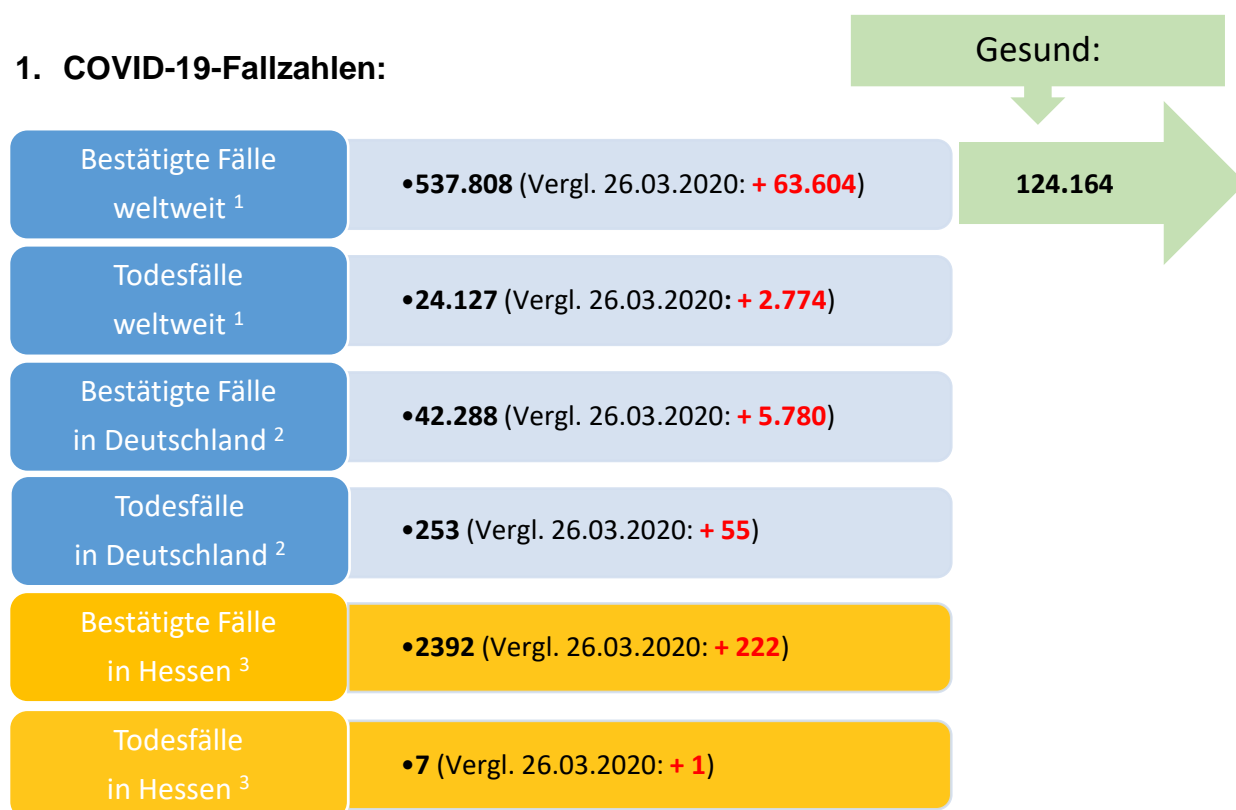 1. COVID-19-Fallzahlen:
Gesund:
Bestätigte Fälle
weltweit ¹
•537.808 (Vergl. 26.03.2020: + 63.604)
124.164
Todesfälle
weltweit ¹
•24.127 (Vergl. 26.03.2020: + 2.774)
Bestätigte Fälle
in Deutschland ²
•42.288 (Vergl. 26.03.2020: + 5.780)
Todesfälle
in Deutschland ²
•253 (Vergl. 26.03.2020: + 55)
Bestätigte Fälle
in Hessen ³
•2392 (Vergl. 26.03.2020: + 222)
Todesfälle
in Hessen ³
•7 (Vergl. 26.03.2020: + 1)